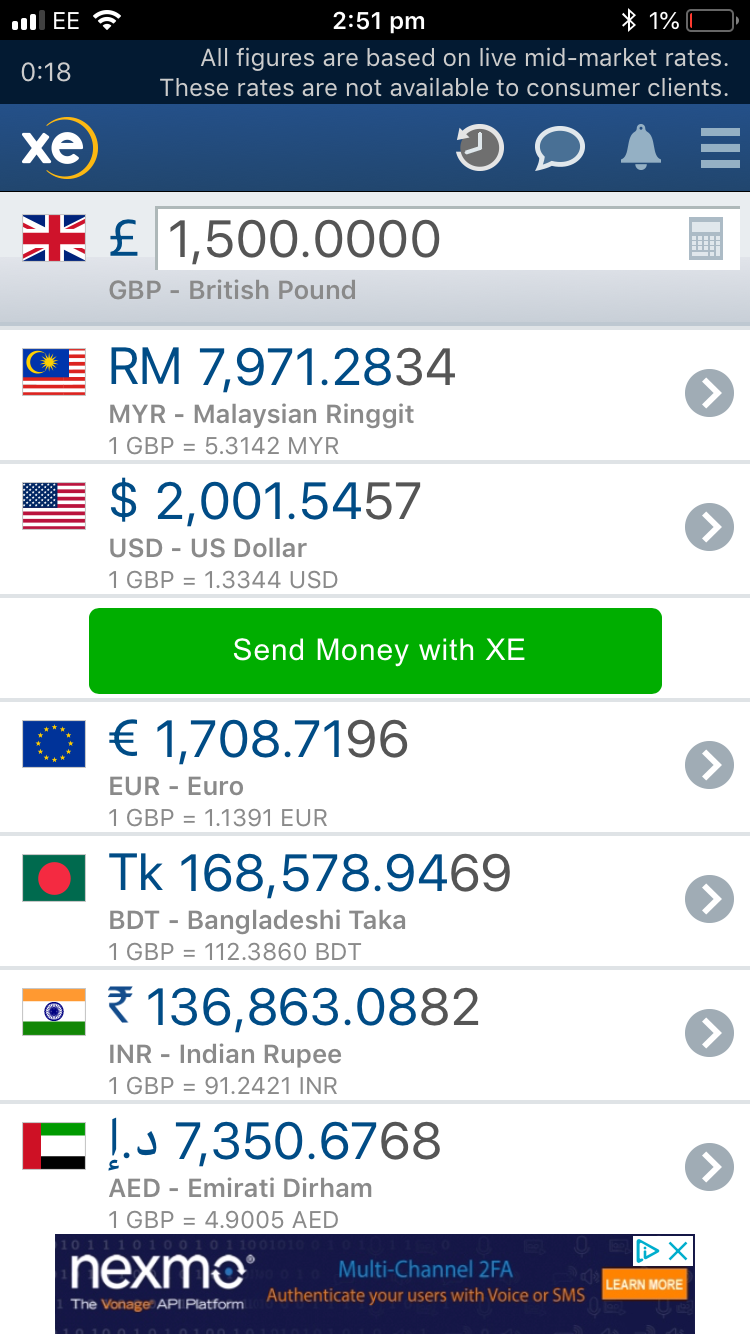 EE 2:51 pm 1%
0:18
All figures are based on live mid-market rates.
These rates are not available to consumer clients.
xe
£ 1,500.0000
GBP - British Pound
RM 7,971.2834
MYR - Malaysian Ringgit
1 GBP = 5.3142 MYR
$ 2,001.5457
USD - US Dollar
1 GBP = 1.3344 USD
Send Money with XE
€ 1,708.7196
EUR - Euro
1 GBP = 1.1391 EUR
Tk 168,578.9469
BDT - Bangladeshi Taka
1 GBP = 112.3860 BDT
₹ 136,863.0882
INR - Indian Rupee
1 GBP = 91.2421 INR
د.إ 7,350.6768
AED - Emirati Dirham
1 GBP = 4.9005 AED
nexmo®
The Vonage® API Platform
Multi-Channel 2FA
Authenticate your users with Voice or SMS
LEARN MORE